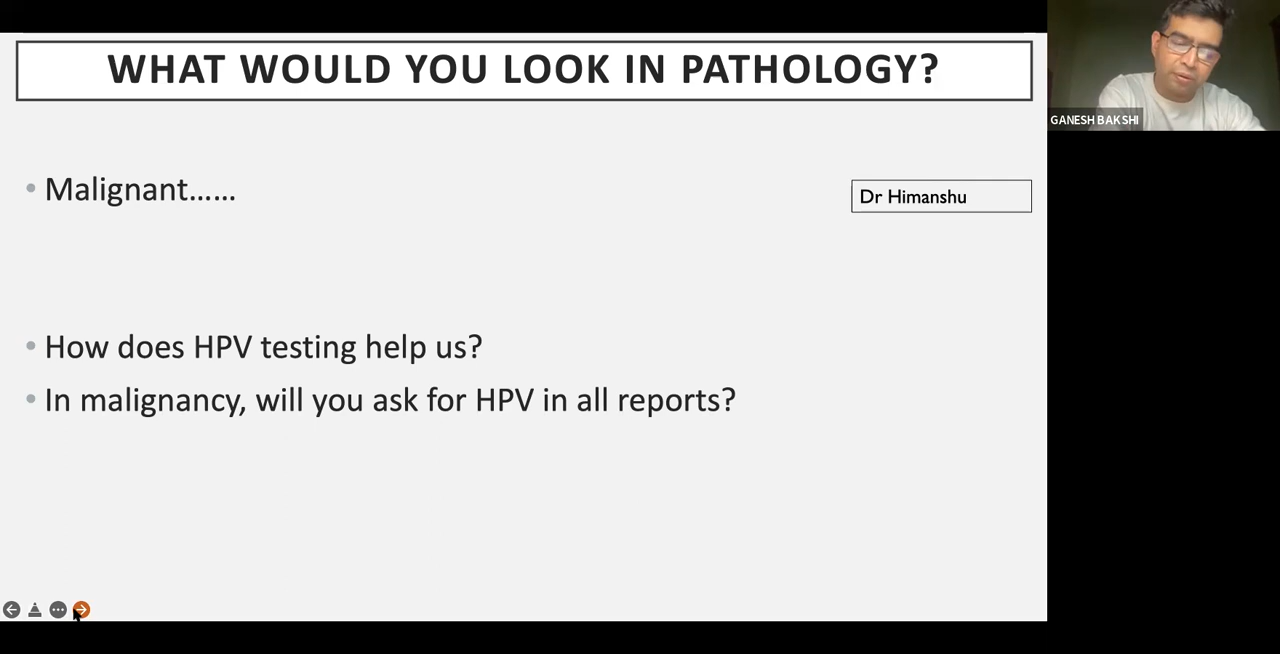 WHAT WOULD YOU LOOK IN PATHOLOGY?
GANESH BAKSHI
• Malignant......
Dr Himanshu
• How does HPV testing help us?
• In malignancy, will you ask for HPV in all reports?